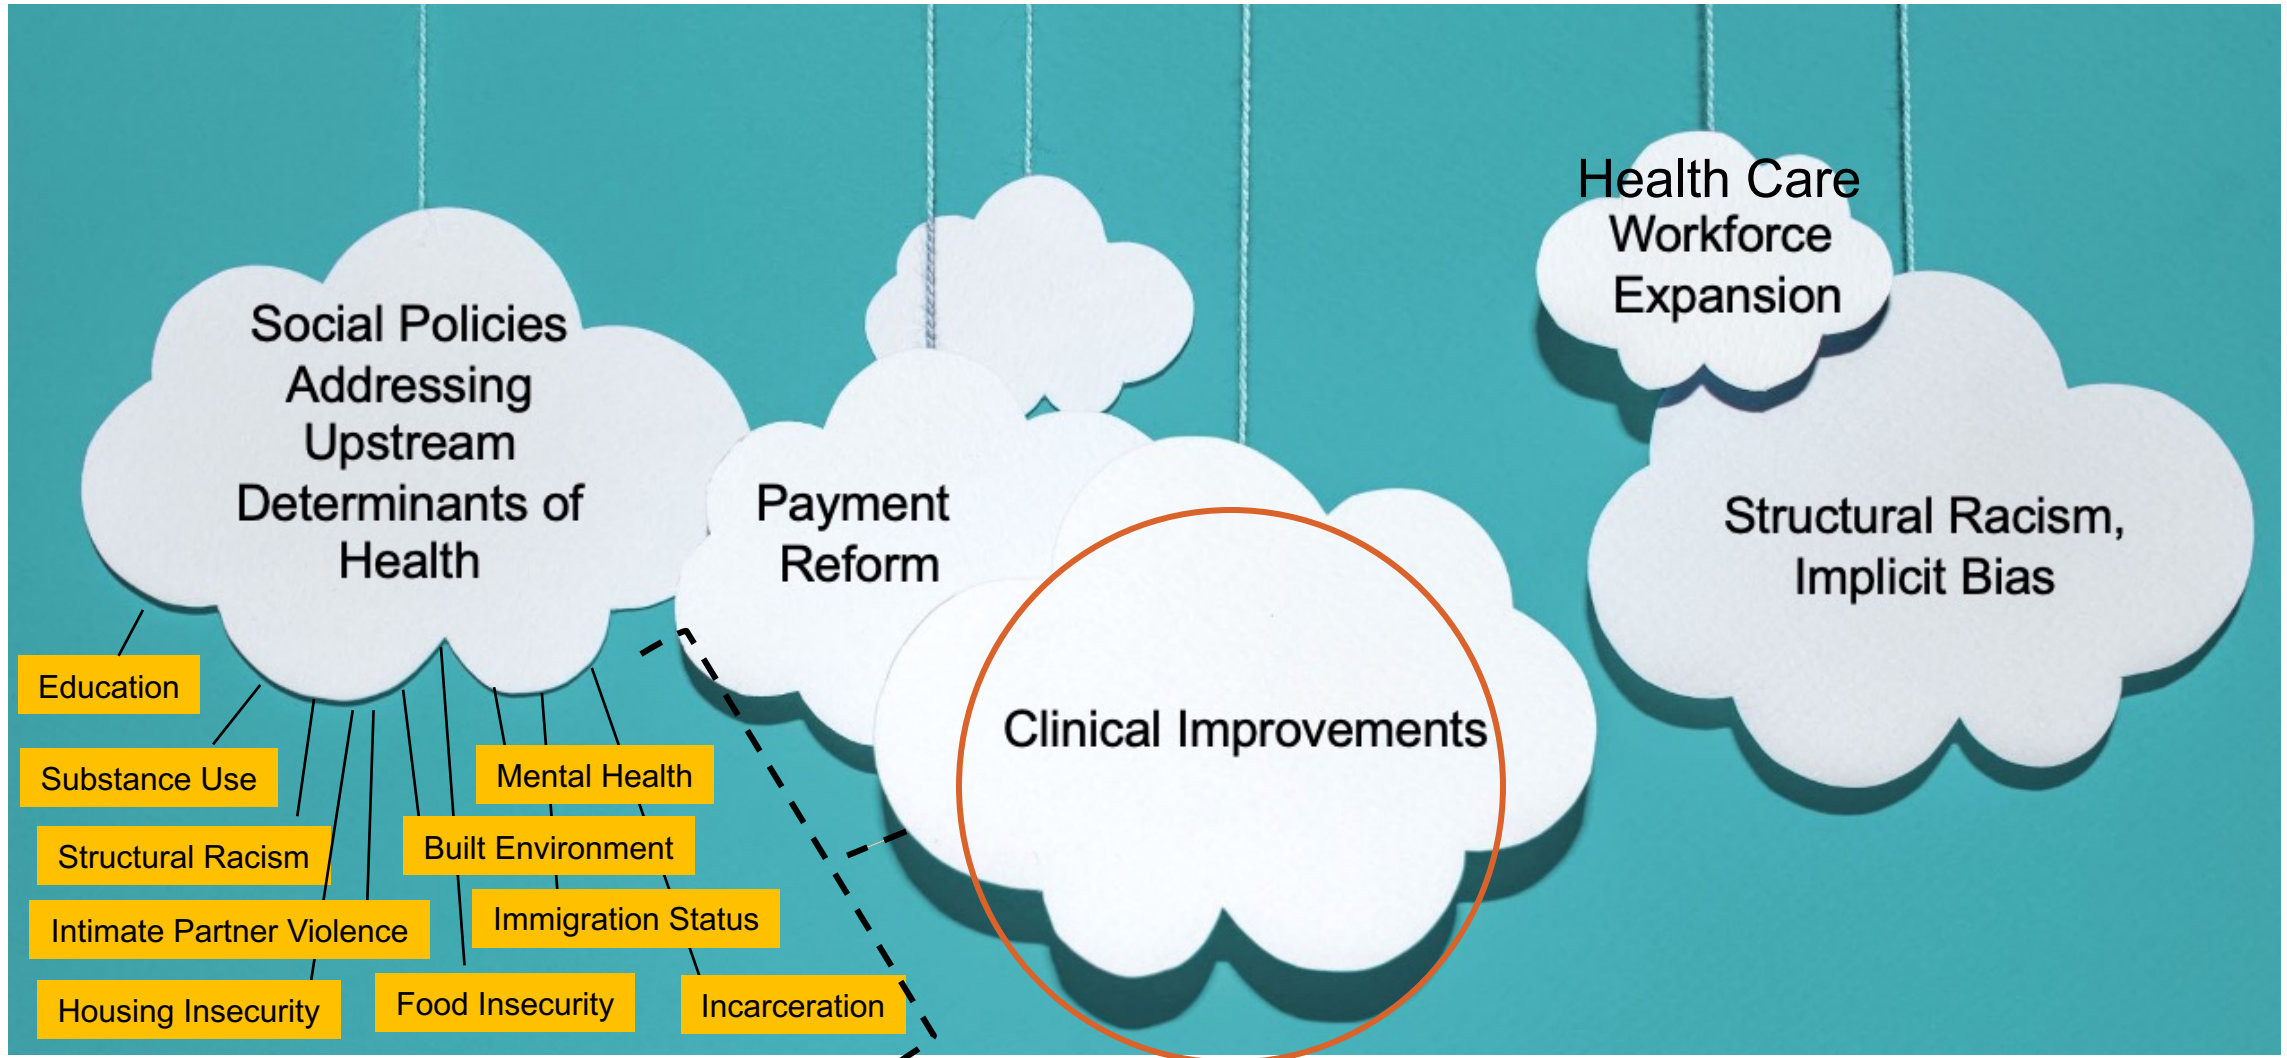 Social Policies
Addressing
Upstream
Determinants of
Health
Payment
Reform
Clinical Improvements
Health Care
Workforce
Expansion
Structural Racism,
Implicit Bias
Education
Substance Use
Structural Racism
Intimate Partner Violence
Housing Insecurity
Mental Health
Built Environment
Immigration Status
Food Insecurity
Incarceration